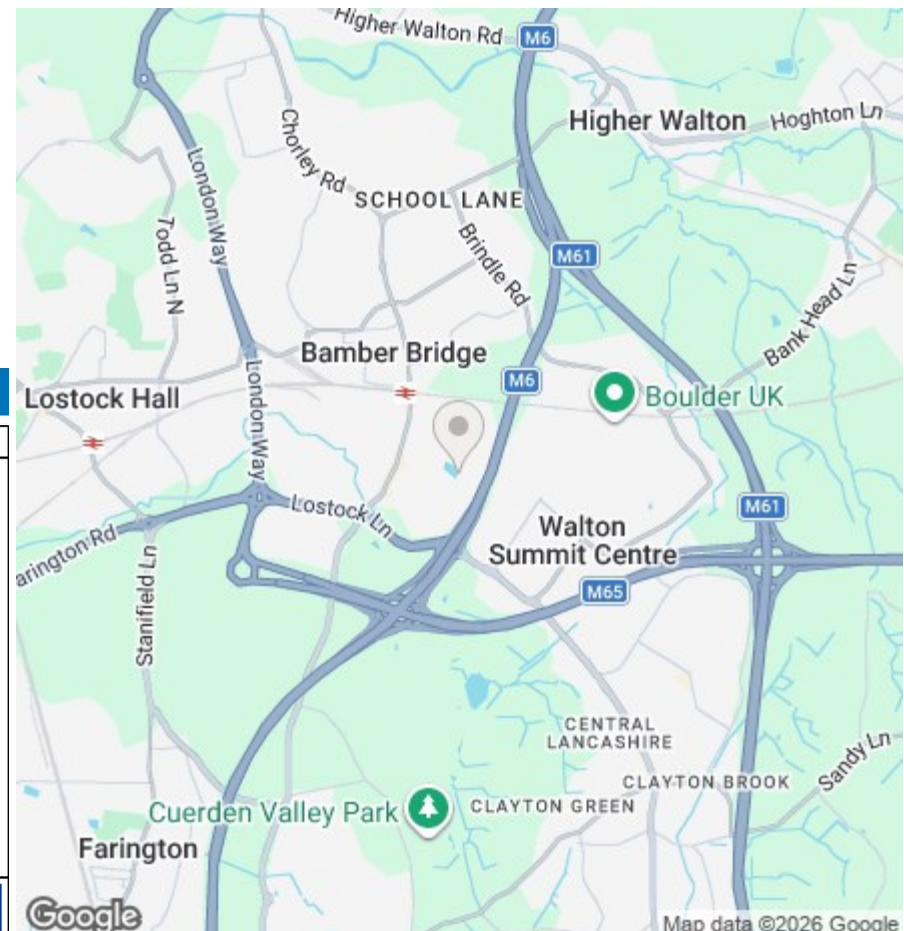 Higher Walton Rd
M6
Higher Walton
Hoghton Ln
Chorley Rd
SCHOOL LANE
London Way
Todd Ln N
Brindle Rd
M61
Bank Head Ln
Bamber Bridge
M6
Boulder UK
Lostock Hall
London Way
Lostock Ln
M61
Walton
Summit Centre
arington Rd
Stanifield Ln
M65
CENTRAL
LANCASHIRE
Sandy Ln
CLAYTON BROOK
Cuerden Valley Park
CLAYTON GREEN
Farington
Google
Map data ©2026 Google